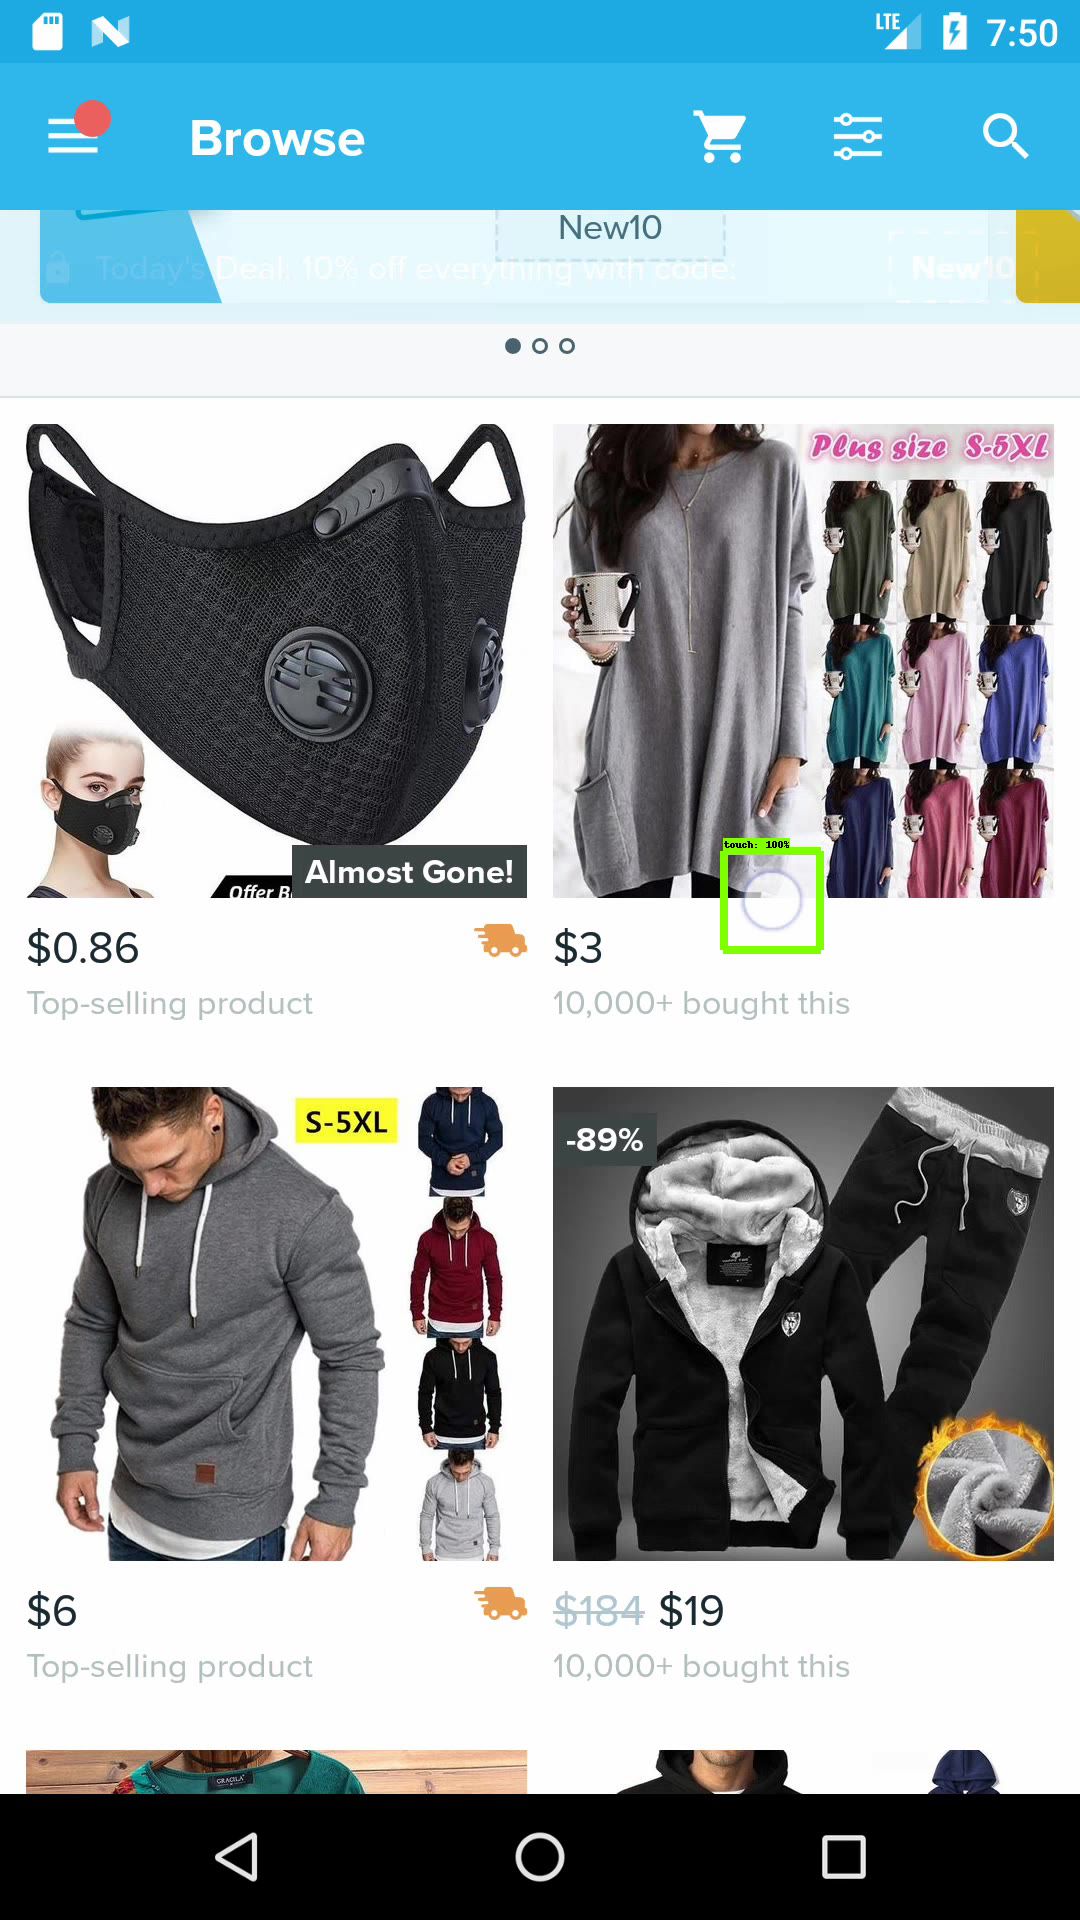 LTE 7:50
Browse
New10
Today's Deal: 10% off everything with code: New10
Plus size S-5XL
touch: 100%
Almost Gone!
$0.86
Top-selling product
$3
10,000+ bought this
S-5XL
-89%
$6
Top-selling product
$184 $19
10,000+ bought this
GRACILA